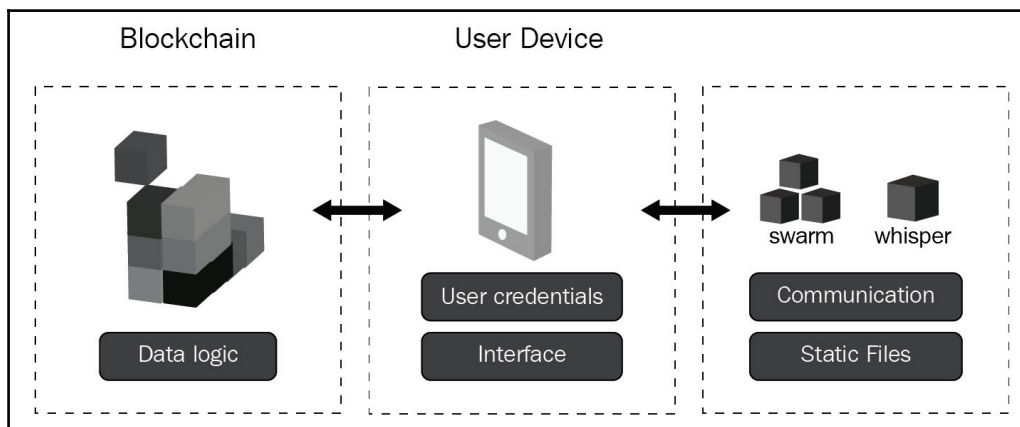 Blockchain
User Device
swarm
whisper
User credentials
Communication
Data logic
Interface
Static Files